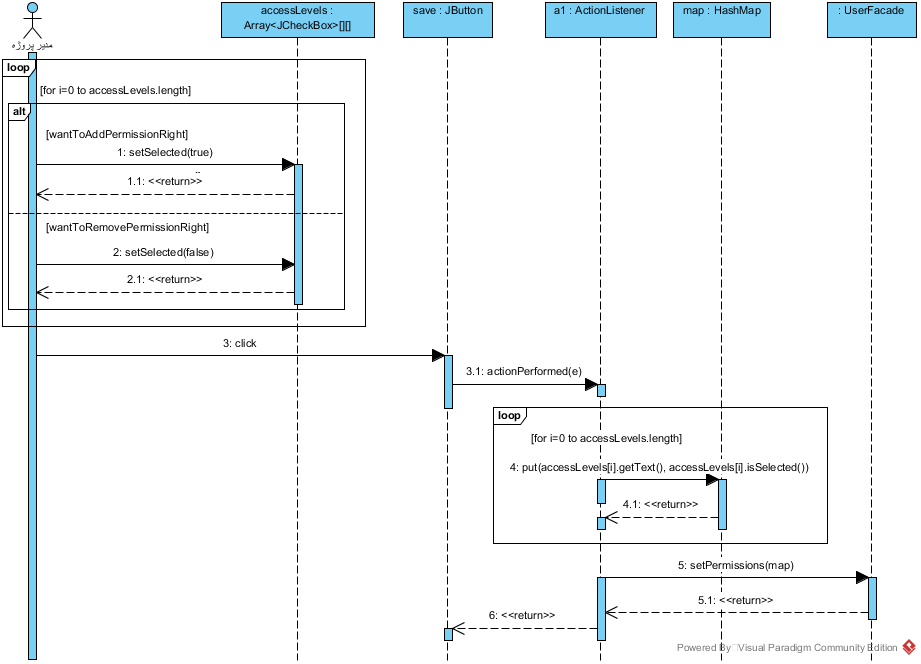 accessLevels :
Array<JCheckBox>[][]
save : JButton
a1 : ActionListener
map : HashMap
: UserFacade
مدیر پروژه
loop
[for i=0 to accessLevels.length]
alt
[wantToAddPermissionRight]
1: setSelected(true)
1.1: <<return>>
[wantToRemovePermissionRight]
2: setSelected(false)
2.1: <<return>>
3: click
3.1: actionPerformed(e)
loop
[for i=0 to accessLevels.length]
4: put(accessLevels[i].getText(), accessLevels[i].isSelected())
4.1: <<return>>
5: setPermissions(map)
5.1: <<return>>
6: <<return>>
Powered By Visual Paradigm Community Edition